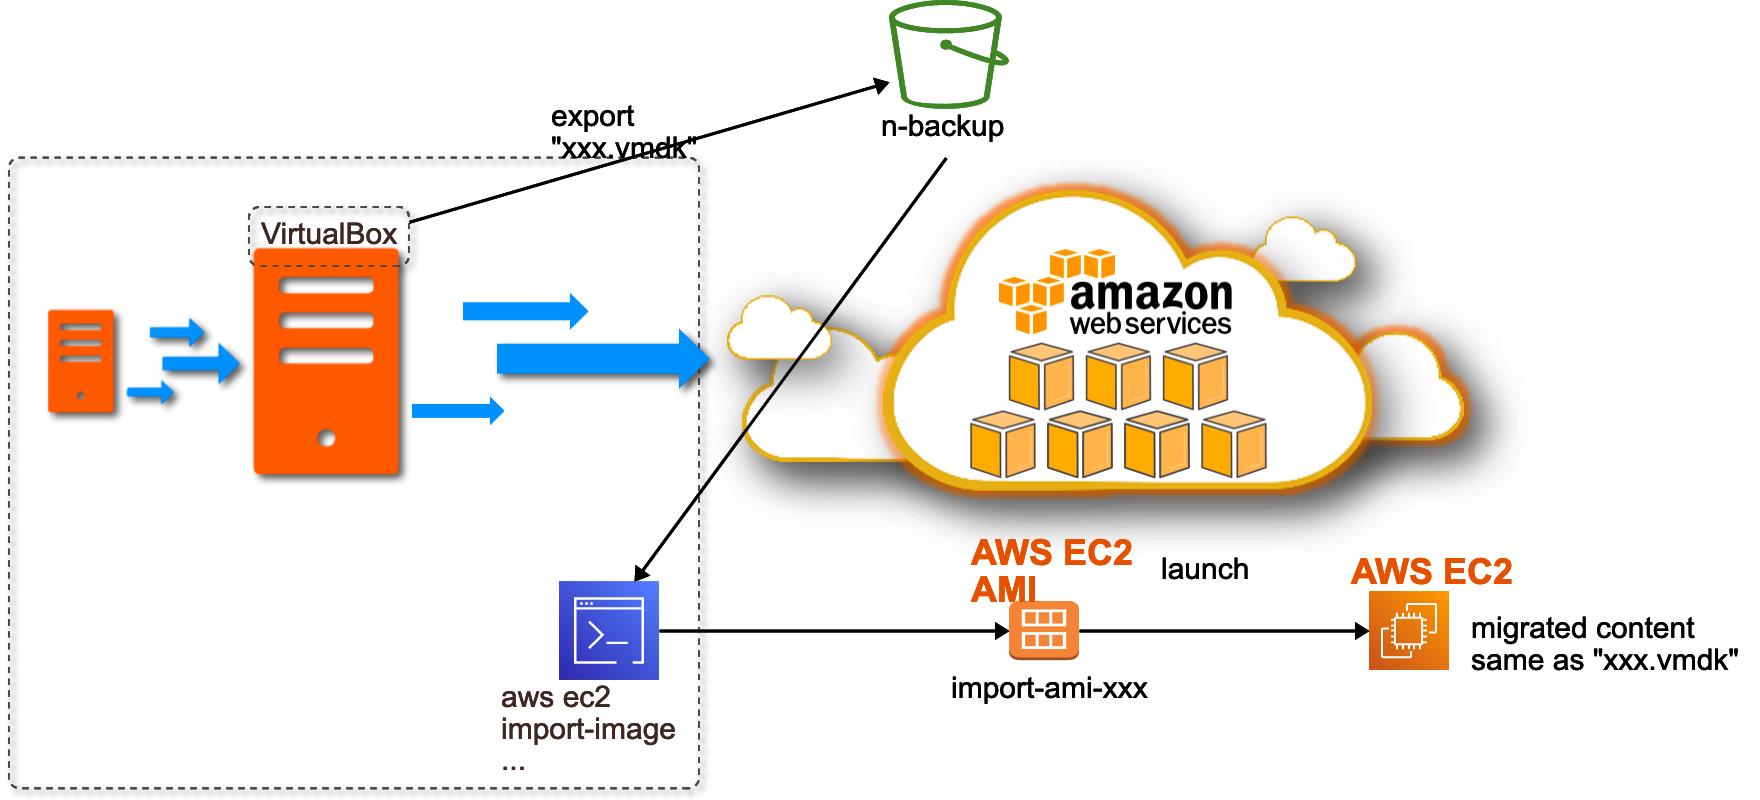 export
"xxx.vmdk"
n-backup
VirtualBox
amazon
web services
AWS EC2
AMI
launch
AWS EC2
migrated content
same as "xxx.vmdk"
import-ami-xxx
aws ec2
import-image
...